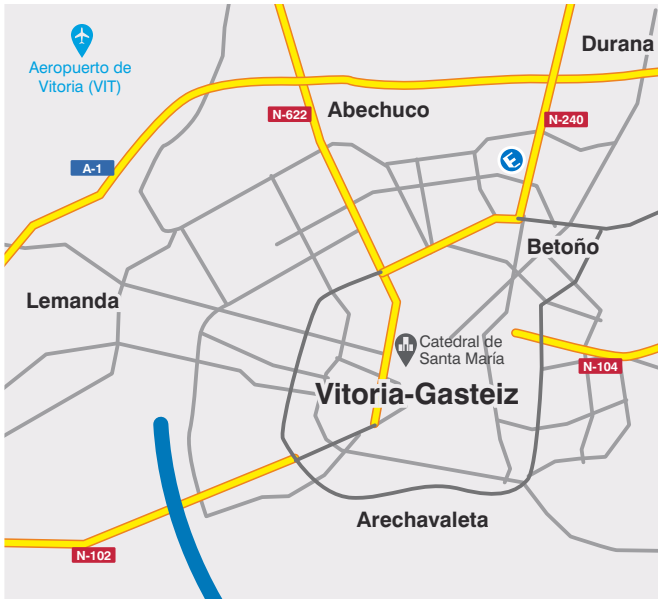 Durana
Aeropuerto de
Vitoria (VIT)
N-622
Abechuco
N-240
A-1
E
Betoño
Lemanda
Catedral de
Santa María
N-104
Vitoria-Gasteiz
Arechavaleta
N-102